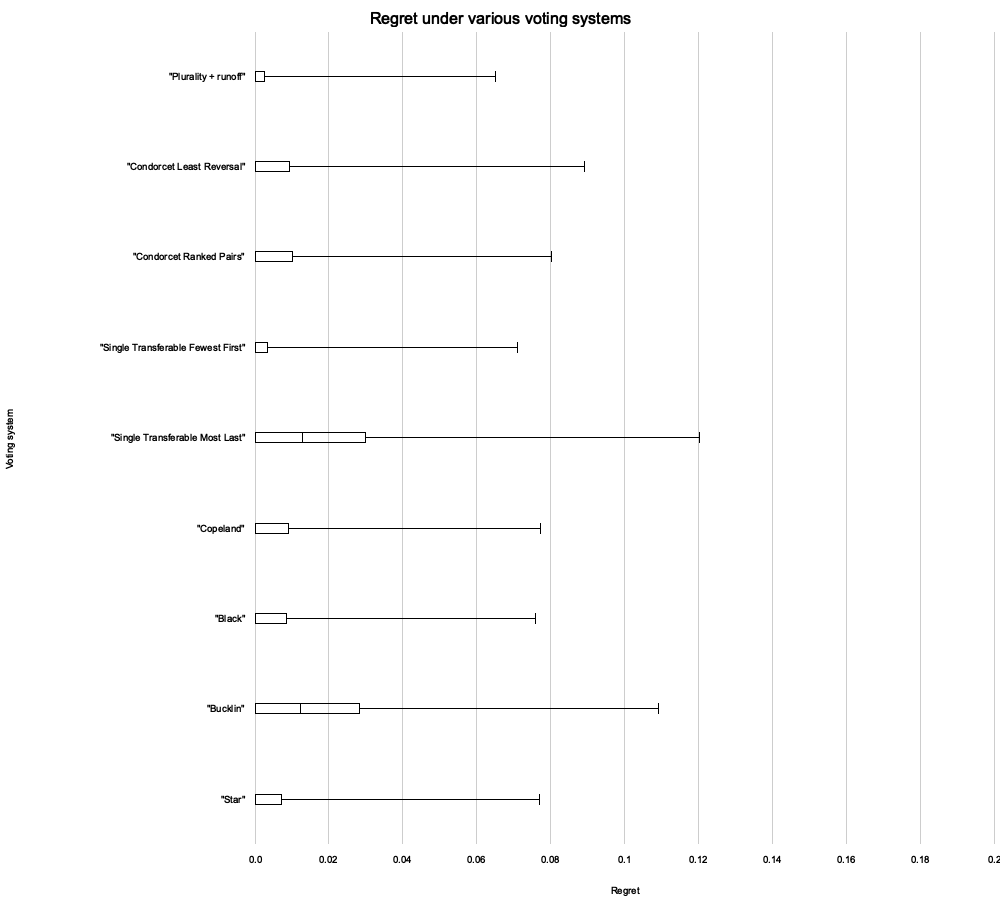 Regret under various voting systems
"Plurality + runoff"
"Condorcet Least Reversal"
"Condorcet Ranked Pairs"
"Single Transferable Fewest First"
Voting system
"Single Transferable Most Last"
"Copeland"
"Black"
"Bucklin"
"Star"
0.0 0.02 0.04 0.06 0.08 0.1 0.12 0.14 0.16 0.18 0.2
Regret